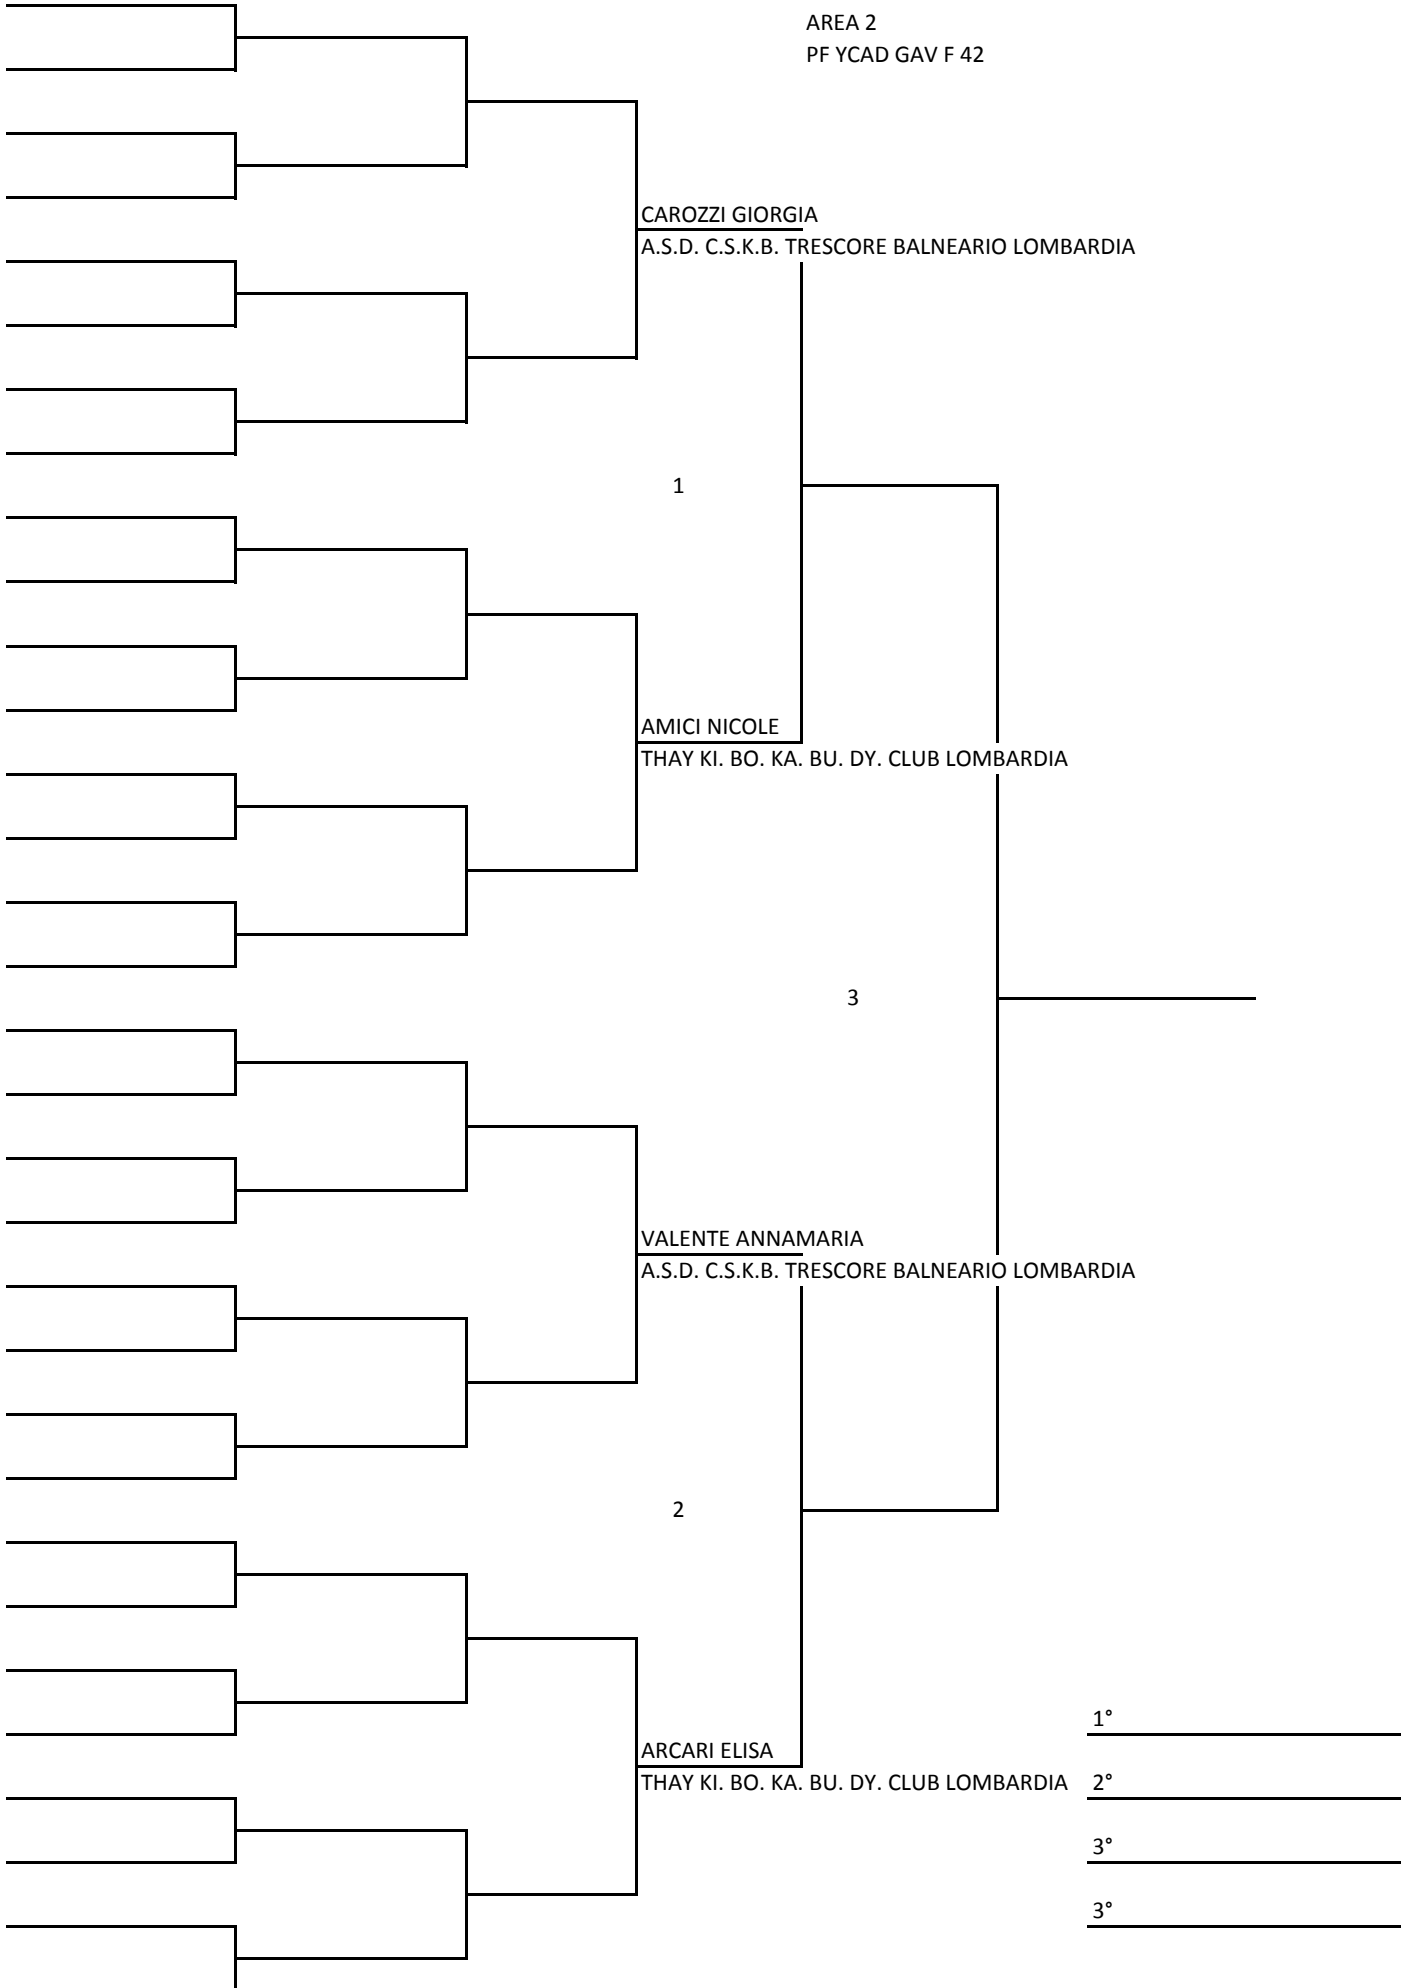 AREA 2
PF YCAD GAV F 42
CAROZZI GIORGIA
A.S.D. C.S.K.B. TRESCORE BALNEARIO LOMBARDIA
1
AMICI NICOLE
THAY KI. BO. KA. BU. DY. CLUB LOMBARDIA
3
VALENTE ANNAMARIA
A.S.D. C.S.K.B. TRESCORE BALNEARIO LOMBARDIA
2
ARCARI ELISA
THAY KI. BO. KA. BU. DY. CLUB LOMBARDIA
1°
2°
3°
3°